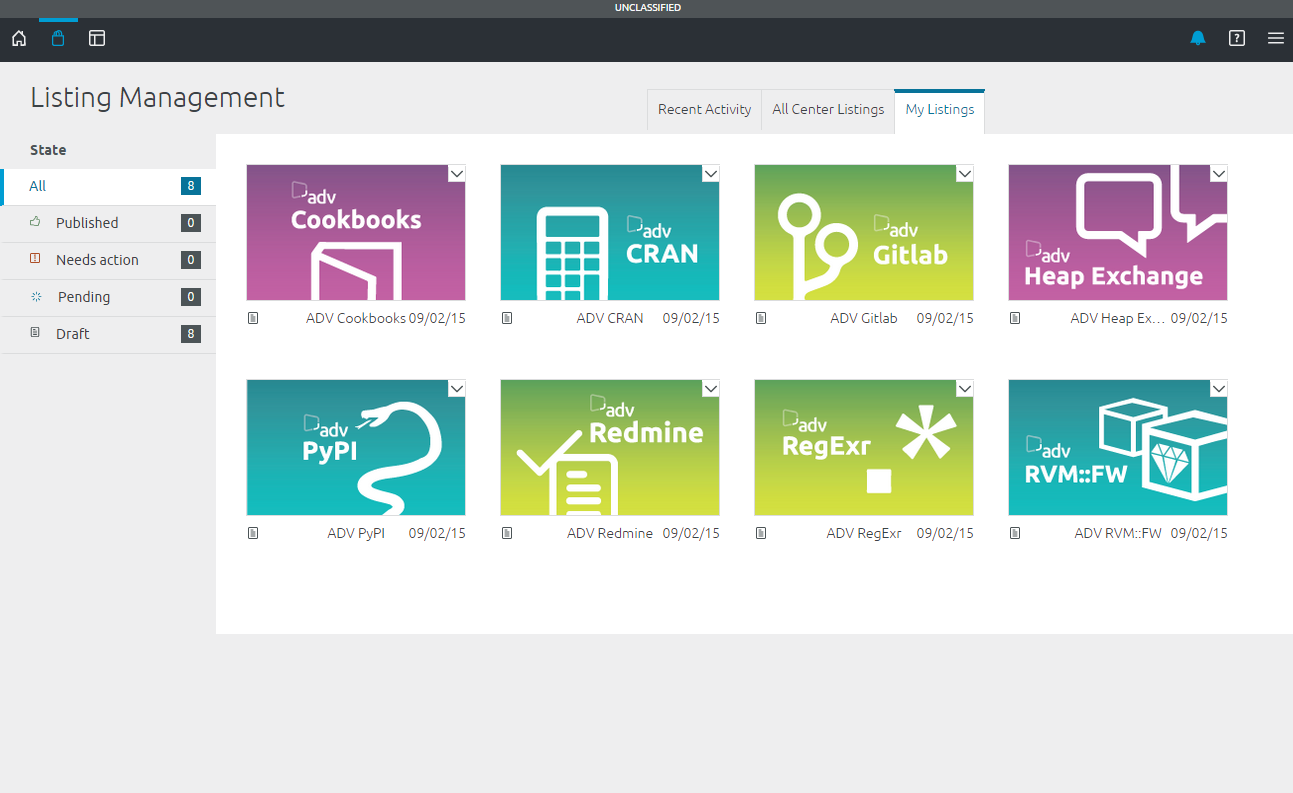 UNCLASSIFIED
Listing Management
Recent Activity
All Center Listings
My Listings
State
All 8
Published 0
Needs action 0
Pending 0
Draft 8
adv
Cookbooks
ADV Cookbooks 09/02/15
adv
CRAN
ADV CRAN 09/02/15
adv
Gitlab
ADV Gitlab 09/02/15
adv
Heap Exchange
ADV Heap Ex... 09/02/15
adv
PyPI
ADV PyPI 09/02/15
adv
Redmine
ADV Redmine 09/02/15
adv
RegExr
ADV RegExr 09/02/15
adv
RVM::FW
ADV RVM::FW 09/02/15